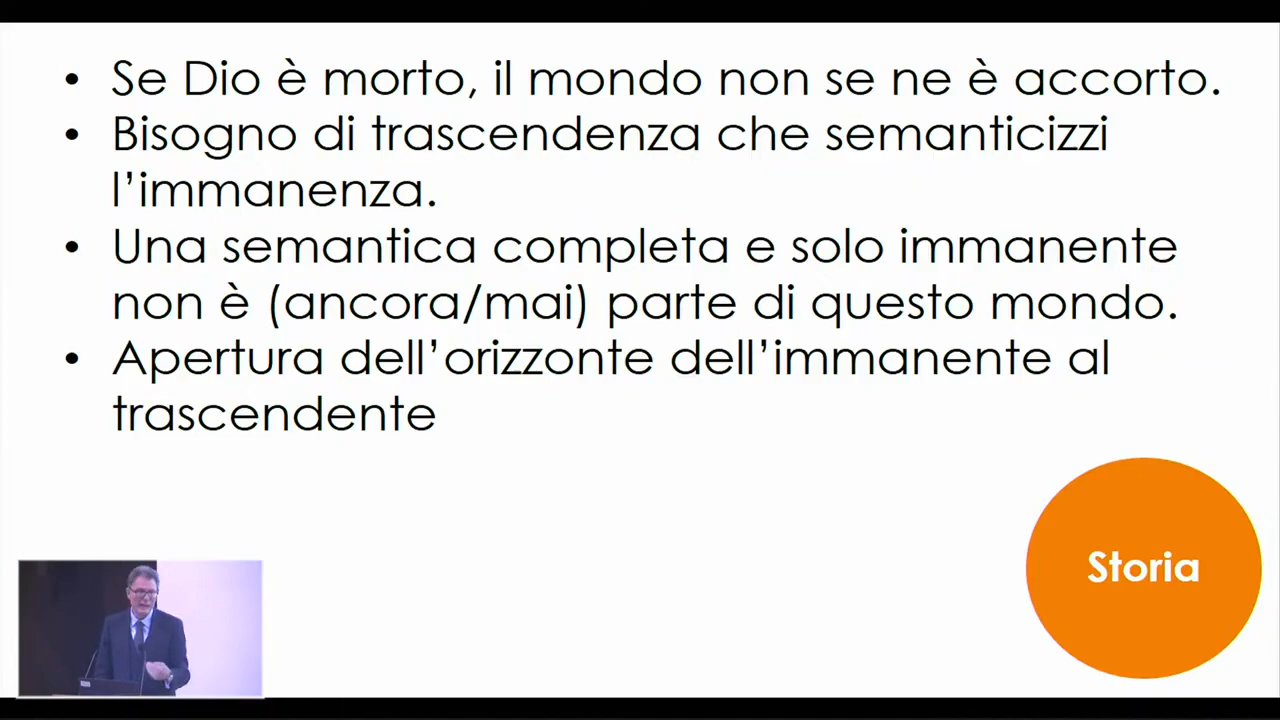 • Se Dio è morto, il mondo non se ne è accorto.
• Bisogno di trascendenza che semanticizzi
l’immanenza.
• Una semantica completa e solo immanente
non è (ancora/mai) parte di questo mondo.
• Apertura dell’orizzonte dell’immanente al
trascendente
Storia